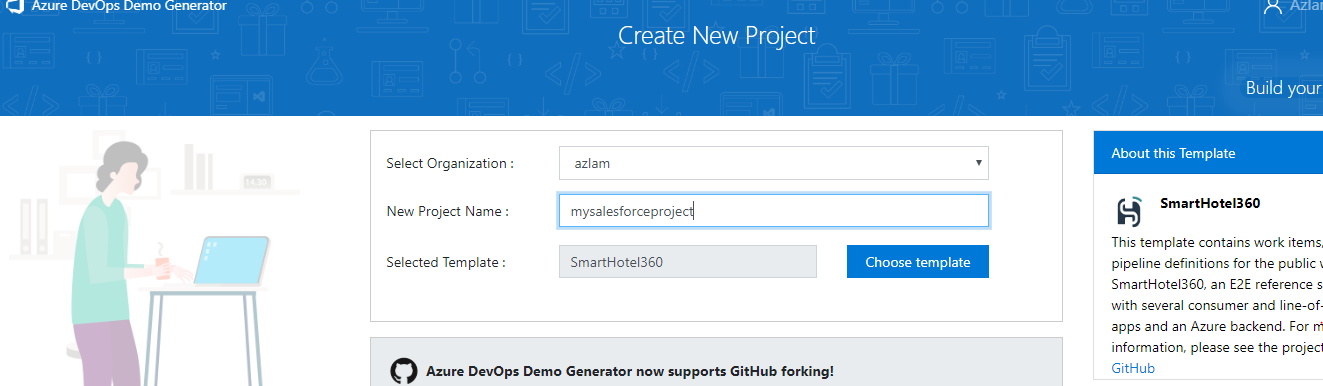 Azure DevOps Demo Generator
Create New Project
Build your
Select Organization :
azlam
New Project Name :
mysalesforceproject
Selected Template :
SmartHotel360
Choose template
Azure DevOps Demo Generator now supports GitHub forking!
About this Template
SmartHotel360
This template contains work items,
pipeline definitions for the public
SmartHotel360, an E2E reference
with several consumer and line-of-
apps and an Azure backend. For
information, please see the project
GitHub